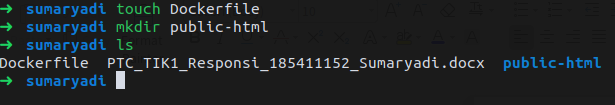 ➜ sumaryadi touch Dockerfile
➜ sumaryadi mkdir public-html
➜ sumaryadi ls
Dockerfile PTC_TIK1_Responsi_185411152_Sumaryadi.docx public-html
➜ sumaryadi